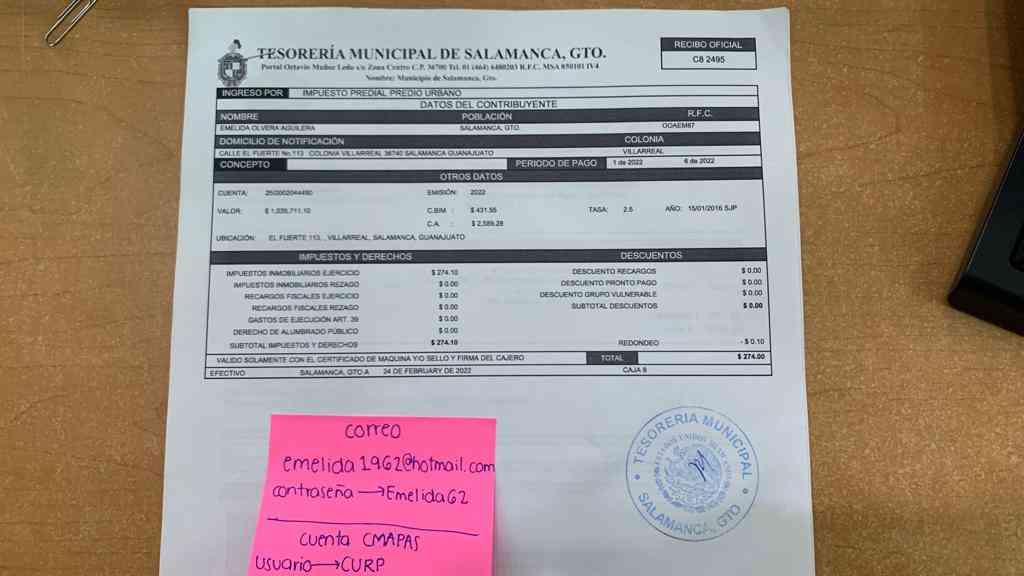 TESORERÍA MUNICIPAL DE SALAMANCA, GTO.
Portal Octavio Muñoz Ledo s/n Zona Centro C.P. 36700 Tel. 01 (464) 6480203 R.F.C. MSA 850101 IV4
Nombre: Municipio de Salamanca, Gto.
RECIBO OFICIAL
C8 2495
INGRESO POR IMPUESTO PREDIAL PREDIO URBANO
DATOS DEL CONTRIBUYENTE
NOMBRE POBLACIÓN R.F.C.
EMELIDA OLVERA AGUILERA SALAMANCA, GTO. OOAEM67
DOMICILIO DE NOTIFICACIÓN COLONIA
CALLE EL FUERTE No.113 COLONIA VILLARREAL 36740 SALAMANCA GUANAJUATO VILLARREAL
CONCEPTO PERIODO DE PAGO 1 de 2022 6 de 2022
OTROS DATOS
CUENTA: EMISIÓN: 2022
VALOR: C.BIM : $ 431.55 TASA: 2.5 AÑO: 15/01/2016 SJP
C.A. : $ 2,589.28
UBICACIÓN: EL FUERTE 113, , VILLARREAL, SALAMANCA, GUANAJUATO
IMPUESTOS Y DERECHOS DESCUENTOS
IMPUESTOS INMOBILIARIOS EJERCICIO $ 274.10 DESCUENTO RECARGOS $ 0.00
IMPUESTOS INMOBILIARIOS REZAGO $ 0.00 DESCUENTO PRONTO PAGO $ 0.00
RECARGOS FISCALES EJERCICIO $ 0.00 DESCUENTO GRUPO VULNERABLE $ 0.00
RECARGOS FISCALES REZAGO $ 0.00 SUBTOTAL DESCUENTOS $ 0.00
GASTOS DE EJECUCIÓN ART. 39 $ 0.00
DERECHO DE ALUMBRADO PÚBLICO $ 0.00
SUBTOTAL IMPUESTOS Y DERECHOS $ 274.10 REDONDEO - $ 0.10
VALIDO SOLAMENTE CON EL CERTIFICADO DE MAQUINA Y/O SELLO Y FIRMA DEL CAJERO TOTAL $ 274.00
EFECTIVO SALAMANCA, GTO A 24 DE FEBRUARY DE 2022 CAJA 8
correo
emelida1962@hotmail.com
contraseña → Emelida62
cuenta CMAPAS
usuario → CURP
TESORERIA MUNICIPAL
ESTADOS UNIDOS MEXICANOS
SALAMANCA, GTO